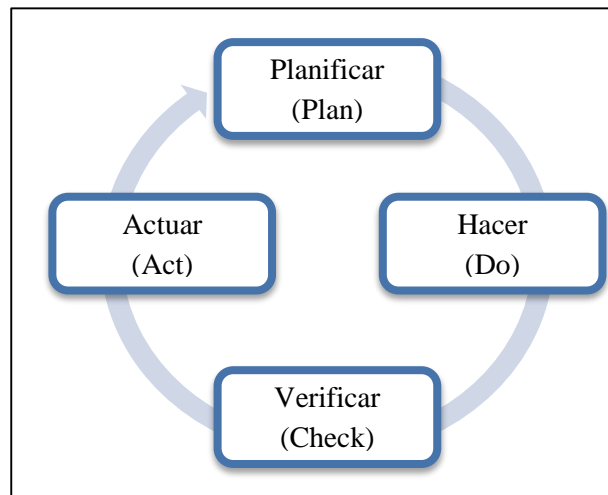 Planificar
(Plan)
Hacer
(Do)
Verificar
(Check)
Actuar
(Act)